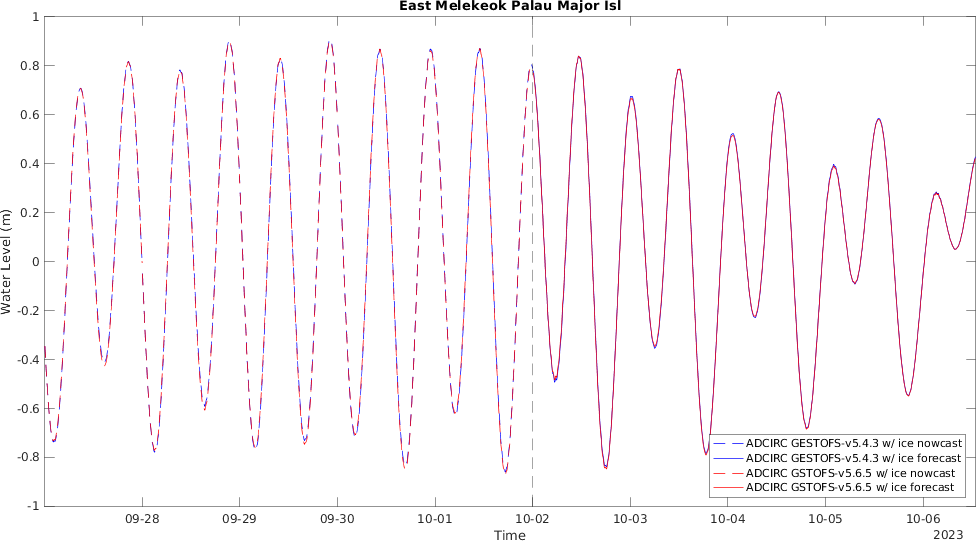 East Melekeok Palau Major Isl
1
0.8
0.6
0.4
0.2
0
-0.2
-0.4
-0.6
-0.8
-1
Water Level (m)
ADCIRC GESTOFS-v5.4.3 w/ ice nowcast
ADCIRC GESTOFS-v5.4.3 w/ ice forecast
ADCIRC GSTOFS-v5.6.5 w/ ice nowcast
ADCIRC GSTOFS-v5.6.5 w/ ice forecast
09-28 09-29 09-30 10-01 10-02 10-03 10-04 10-05 10-06
Time
2023